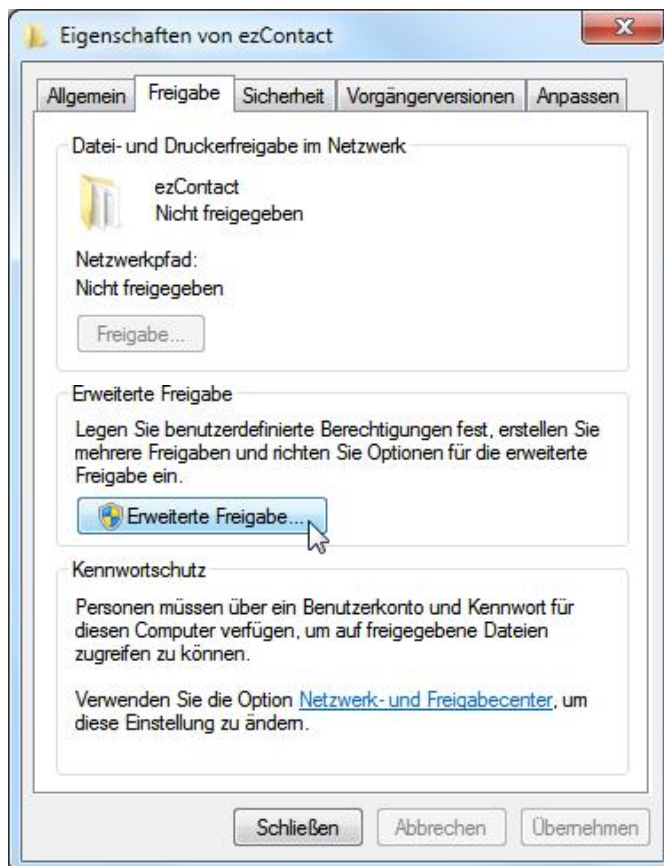 Eigenschaften von ezContact
Allgemein Freigabe Sicherheit Vorgängerversionen Anpassen
Datei- und Druckerfreigabe im Netzwerk
ezContact
Nicht freigegeben
Netzwerkpfad:
Nicht freigegeben
Freigabe...
Erweiterte Freigabe
Legen Sie benutzerdefinierte Berechtigungen fest, erstellen Sie
mehrere Freigaben und richten Sie Optionen für die erweiterte
Freigabe ein.
Erweiterte Freigabe...
Kennwortschutz
Personen müssen über ein Benutzerkonto und Kennwort für
diesen Computer verfügen, um auf freigegebene Dateien
zugreifen zu können.
Verwenden Sie die Option Netzwerk- und Freigabecenter, um
diese Einstellung zu ändern.
Schließen Abbrechen Übernehmen